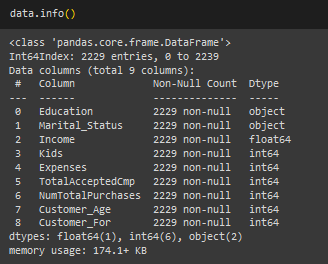 data.info()
<class 'pandas.core.frame.DataFrame'>
Int64Index: 2229 entries, 0 to 2239
Data columns (total 9 columns):
 #   Column             Non-Null Count  Dtype
---  ------             --------------  -----
 0   Education          2229 non-null   object
 1   Marital_Status     2229 non-null   object
 2   Income             2229 non-null   float64
 3   Kids               2229 non-null   int64
 4   Expenses           2229 non-null   int64
 5   TotalAcceptedCmp   2229 non-null   int64
 6   NumTotalPurchases  2229 non-null   int64
 7   Customer_Age       2229 non-null   int64
 8   Customer_For       2229 non-null   int64
dtypes: float64(1), int64(6), object(2)
memory usage: 174.1+ KB